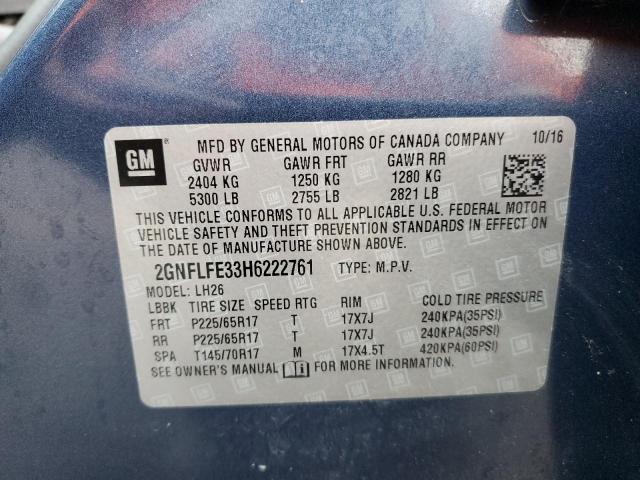 GM
MFD BY GENERAL MOTORS OF CANADA COMPANY 10/16
GVWR GAWR FRT GAWR RR
2404 KG 1250 KG 1280 KG
5300 LB 2755 LB 2821 LB
THIS VEHICLE CONFORMS TO ALL APPLICABLE U.S. FEDERAL MOTOR
VEHICLE SAFETY AND THEFT PREVENTION STANDARDS IN EFFECT ON
THE DATE OF MANUFACTURE SHOWN ABOVE.
2GNFLFE33H6222761 TYPE: M.P.V.
MODEL: LH26
LBBK TIRE SIZE SPEED RTG RIM COLD TIRE PRESSURE
FRT P225/65R17 T 17X7J 240KPA(35PSI)
RR P225/65R17 T 17X7J 240KPA(35PSI)
SPA T145/70R17 M 17X4.5T 420KPA(60PSI)
SEE OWNER'S MANUAL FOR MORE INFORMATION.